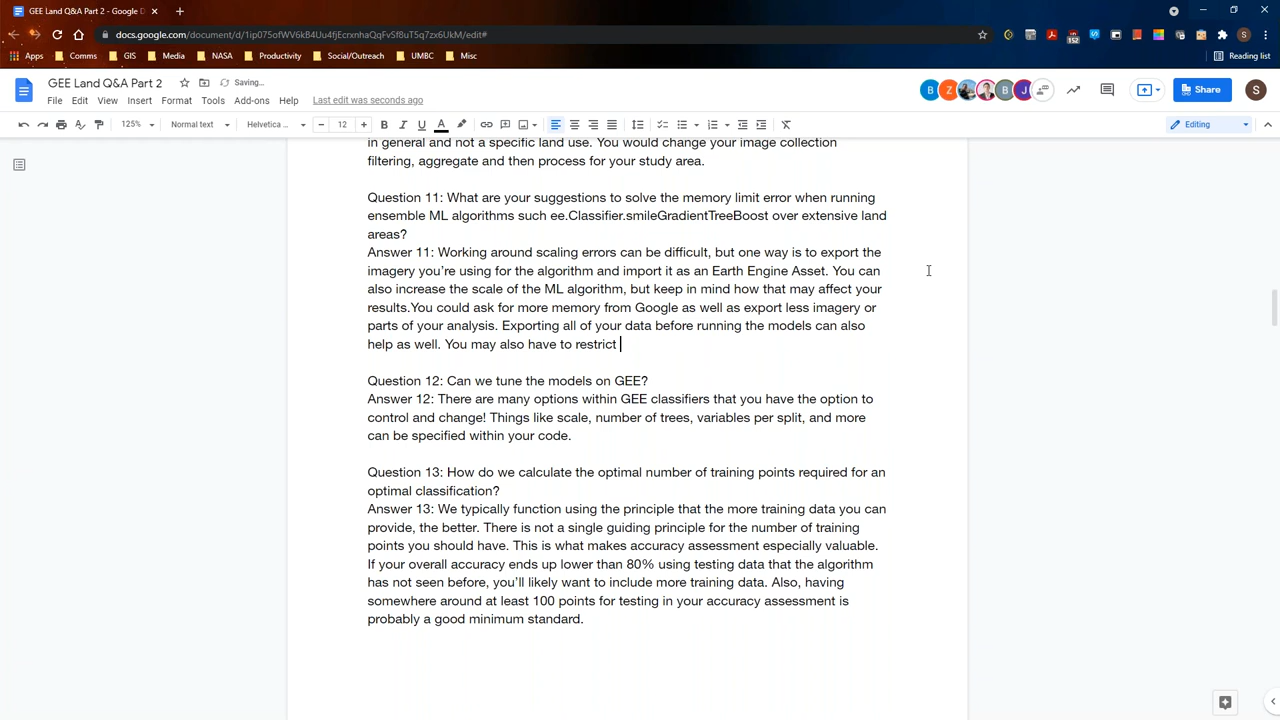 GEE Land Q&A Part 2 - Google D
docs.google.com/document/d/1ip075ofWV6kB4Uu4fjEcrxnhaQqFvSf8uT5q7zx6UkM/edit#
Apps Comms GIS Media NASA Productivity Social/Outreach UMBC Misc Reading list
GEE Land Q&A Part 2 Saving...
File Edit View Insert Format Tools Add-ons Help Last edit was seconds ago
B Z B J Share S
125% Normal text Helvetica ... 12 B I U A Editing
in general and not a specific land use. You would change your image collection
filtering, aggregate and then process for your study area.
Question 11: What are your suggestions to solve the memory limit error when running
ensemble ML algorithms such ee.Classifier.smileGradientTreeBoost over extensive land
areas?
Answer 11: Working around scaling errors can be difficult, but one way is to export the
imagery you're using for the algorithm and import it as an Earth Engine Asset. You can
also increase the scale of the ML algorithm, but keep in mind how that may affect your
results.You could ask for more memory from Google as well as export less imagery or
parts of your analysis. Exporting all of your data before running the models can also
help as well. You may also have to restrict
Question 12: Can we tune the models on GEE?
Answer 12: There are many options within GEE classifiers that you have the option to
control and change! Things like scale, number of trees, variables per split, and more
can be specified within your code.
Question 13: How do we calculate the optimal number of training points required for an
optimal classification?
Answer 13: We typically function using the principle that the more training data you can
provide, the better. There is not a single guiding principle for the number of training
points you should have. This is what makes accuracy assessment especially valuable.
If your overall accuracy ends up lower than 80% using testing data that the algorithm
has not seen before, you'll likely want to include more training data. Also, having
somewhere around at least 100 points for testing in your accuracy assessment is
probably a good minimum standard.